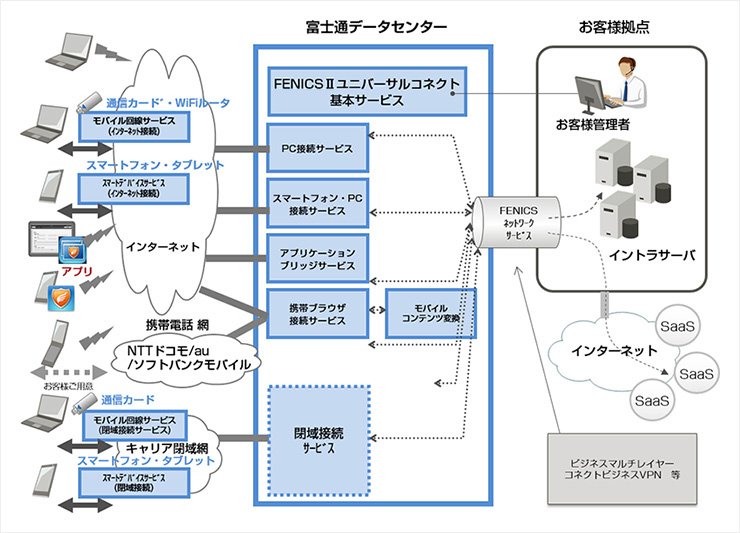 富士通データセンター
お客様拠点
FENICSⅡユニバーサルコネクト
基本サービス
お客様管理者
通信カード・WiFiルータ
モバイル回線サービス
(インターネット接続)
PC接続サービス
スマートフォン・タブレット
スマートデバイスサービス
(インターネット接続)
スマートフォン・PC
接続サービス
FENICS
ネットワーク
サービス
イントラサーバ
インターネット
アプリ
アプリケーション
ブリッジサービス
携帯ブラウザ
接続サービス
モバイル
コンテンツ変換
携帯電話 網
NTTドコモ/au
/ソフトバンクモバイル
お客様ご用意
インターネット
SaaS
SaaS
SaaS
通信カード
モバイル回線サービス
(閉域接続サービス)
キャリア閉域網
閉域接続
サービス
スマートフォン・タブレット
スマートデバイスサービス
(閉域接続)
ビジネスマルチレイヤー
コネクトビジネスVPN 等